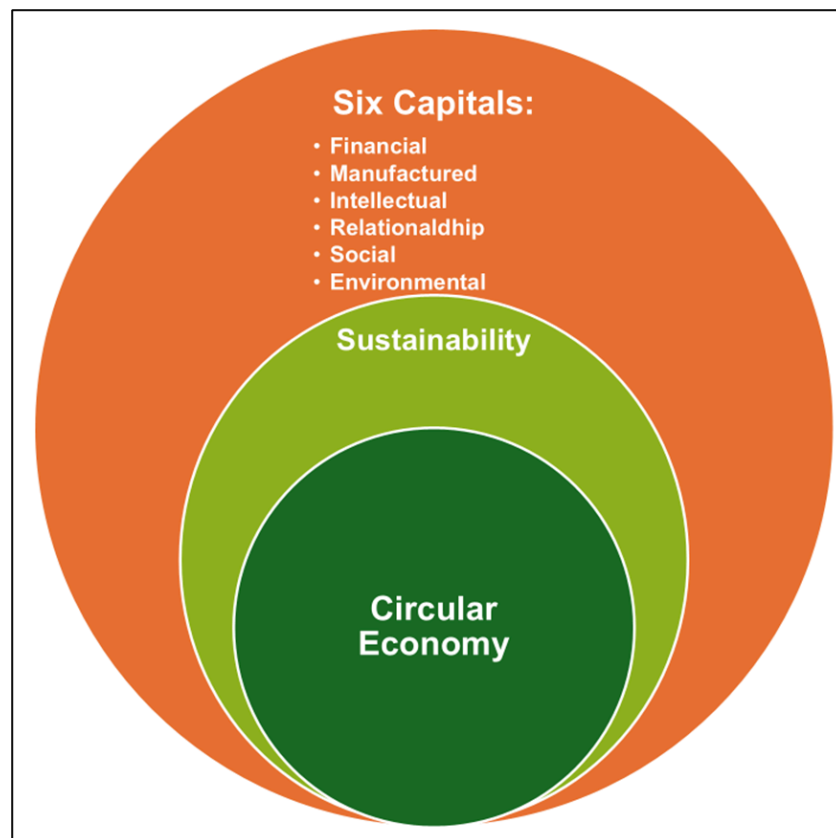 Six Capitals:
• Financial
• Manufactured
• Intellectual
• Relationaldhip
• Social
• Environmental
Sustainability
Circular
Economy